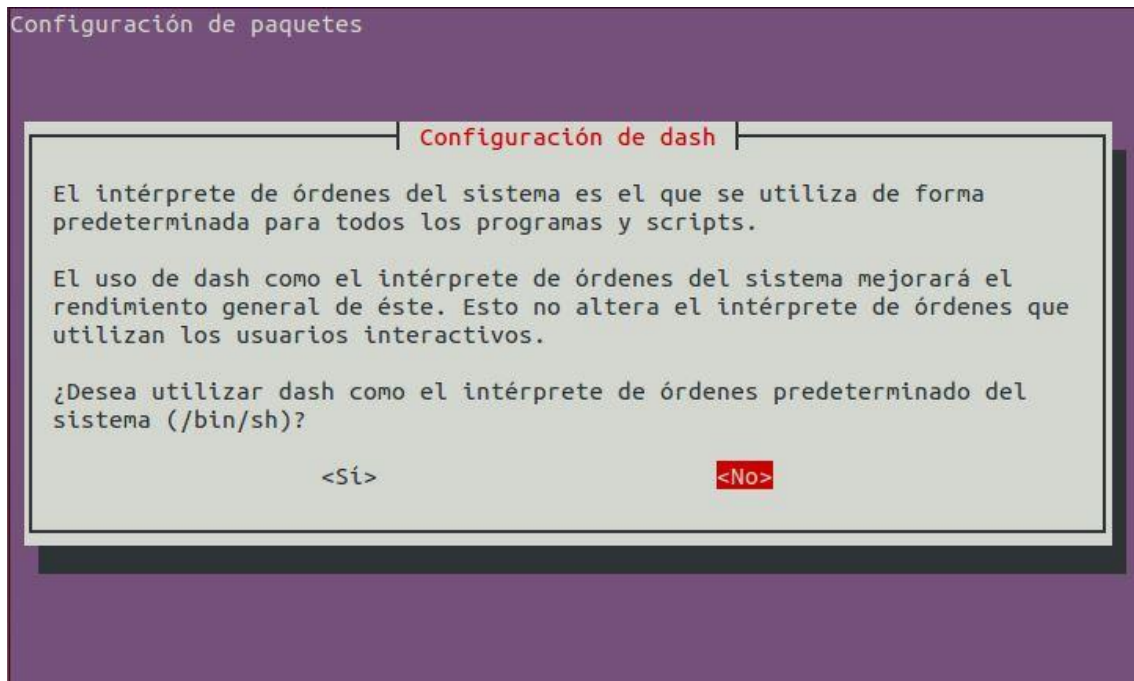 Configuración de paquetes
Configuración de dash
El intérprete de órdenes del sistema es el que se utiliza de forma
predeterminada para todos los programas y scripts.
El uso de dash como el intérprete de órdenes del sistema mejorará el
rendimiento general de éste. Esto no altera el intérprete de órdenes que
utilizan los usuarios interactivos.
¿Desea utilizar dash como el intérprete de órdenes predeterminado del
sistema (/bin/sh)?
<Sí> <No>